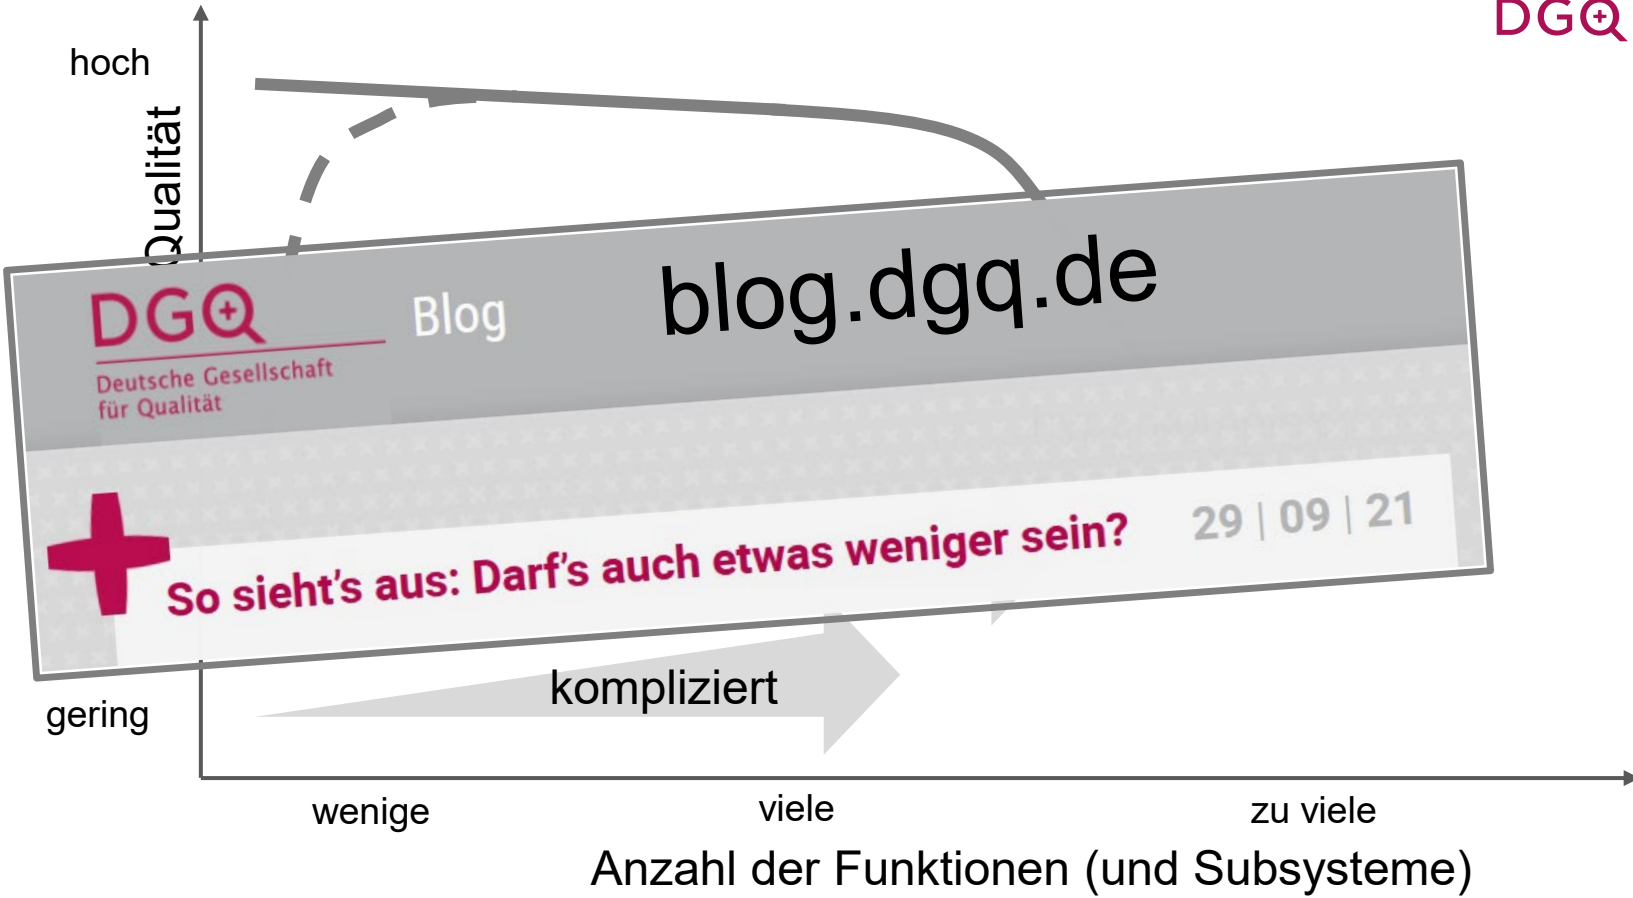 DGQ
hoch
Qualität
DGQ
Deutsche Gesellschaft
für Qualität
Blog
blog.dgq.de
So sieht's aus: Darf's auch etwas weniger sein?
29 | 09 | 21
kompliziert
gering
wenige
viele
zu viele
Anzahl der Funktionen (und Subsysteme)